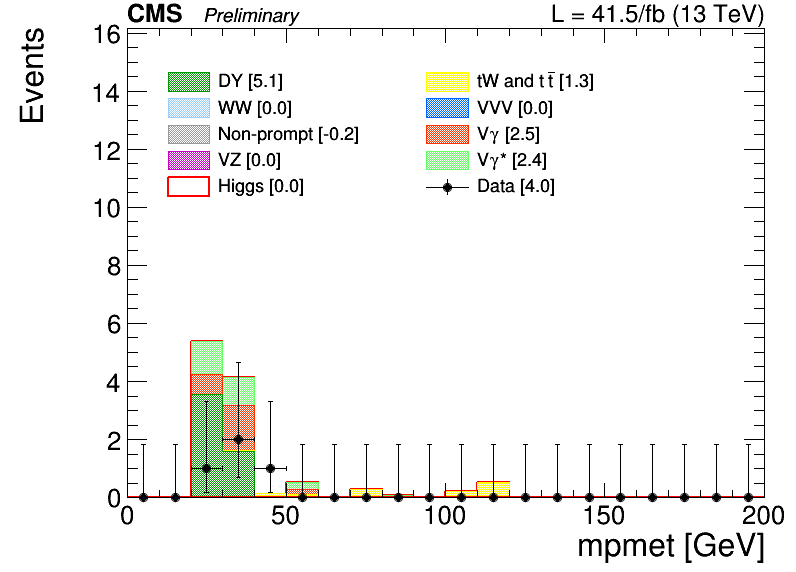 CMS Preliminary L = 41.5/fb (13 TeV)
Events
16
14
12
10
8
6
4
2
0
DY [5.1]
WW [0.0]
Non-prompt [-0.2]
VZ [0.0]
Higgs [0.0]
tW and tt̅ [1.3]
VVV [0.0]
Vγ [2.5]
Vγ* [2.4]
Data [4.0]
0 50 100 150 200
mpmet [GeV]